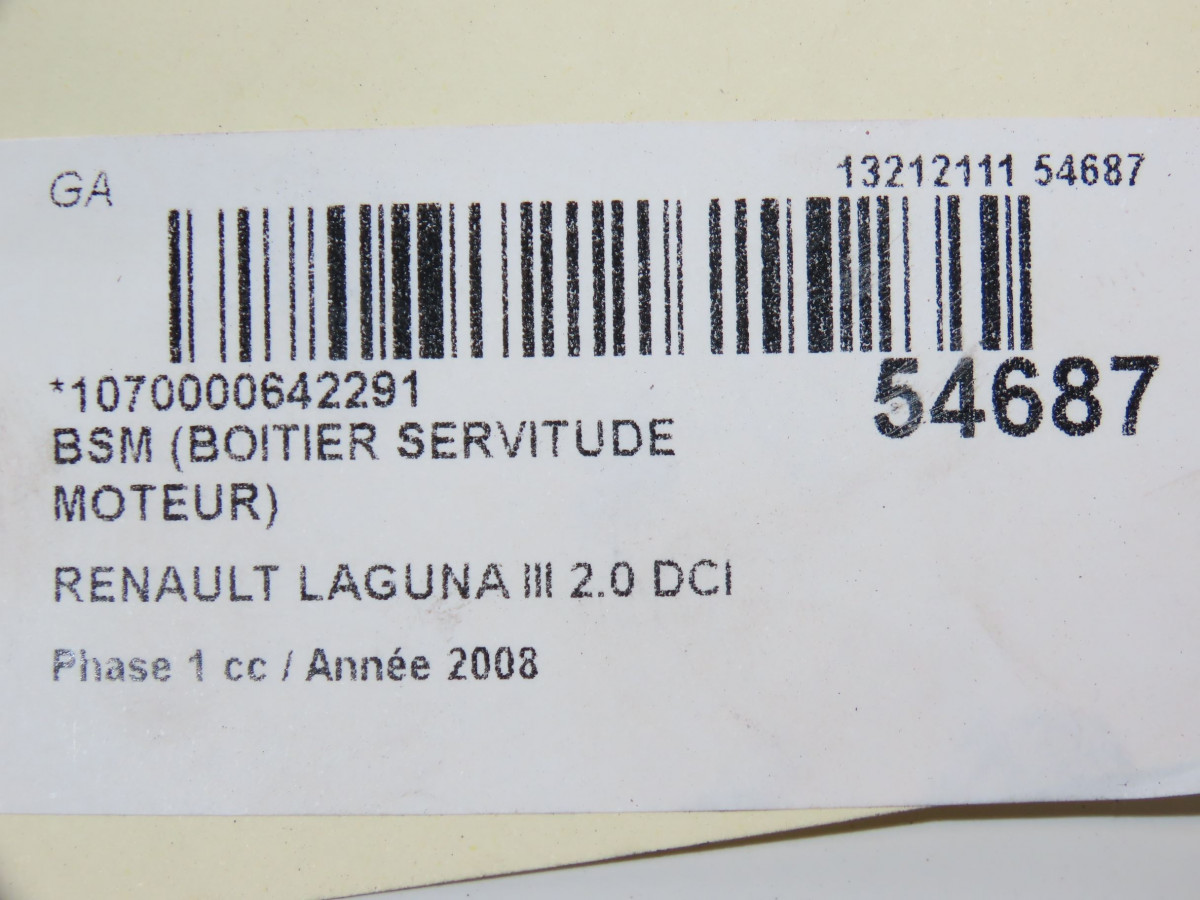 GA
13212111 54687
*1070000642291
54687
BSM (BOITIER SERVITUDE
MOTEUR)
RENAULT LAGUNA III 2.0 DCI
Phase 1 cc / Année 2008